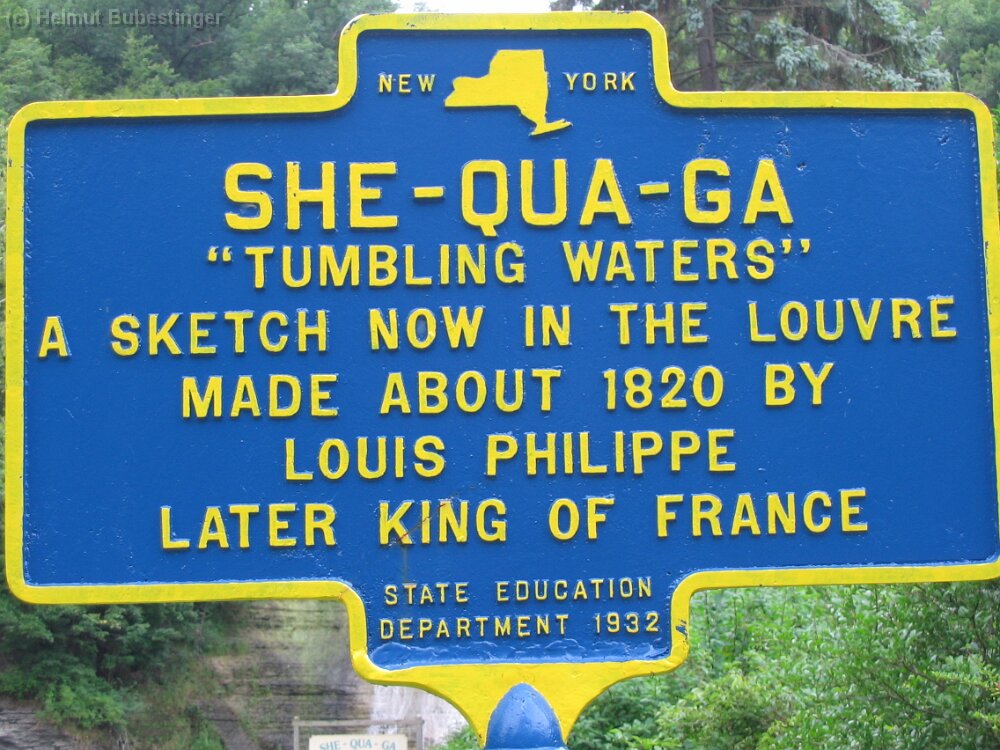 (c) Helmut Bubestinger
NEW YORK
SHE-QUA-GA
"TUMBLING WATERS"
A SKETCH NOW IN THE LOUVRE
MADE ABOUT 1820 BY
LOUIS PHILIPPE
LATER KING OF FRANCE
STATE EDUCATION
DEPARTMENT 1932
SHE-QUA-GA